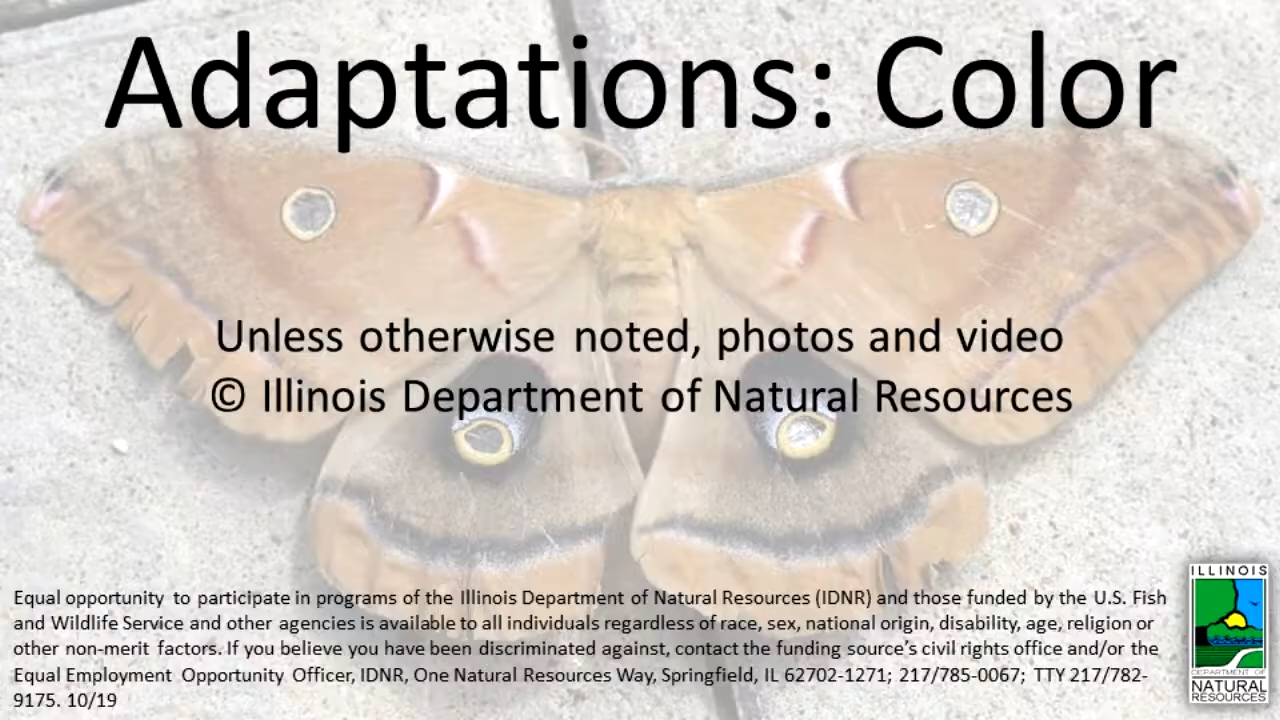 Adaptations: Color
Unless otherwise noted, photos and video
© Illinois Department of Natural Resources
Equal opportunity to participate in programs of the Illinois Department of Natural Resources (IDNR) and those funded by the U.S. Fish
and Wildlife Service and other agencies is available to all individuals regardless of race, sex, national origin, disability, age, religion or
other non-merit factors. If you believe you have been discriminated against, contact the funding source's civil rights office and/or the
Equal Employment Opportunity Officer, IDNR, One Natural Resources Way, Springfield, IL 62702-1271; 217/785-0067; TTY 217/782-
9175. 10/19
ILLINOIS
DEPARTMENT OF
NATURAL
RESOURCES